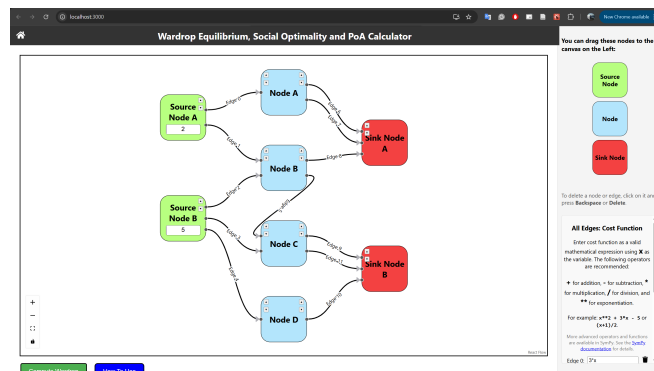 localhost:3000
New Chrome available
Wardrop Equilibrium, Social Optimality and PoA Calculator
You can drag these nodes to the
canvas on the Left:
Source
Node
Node
Sink Node
To delete a node or edge, click on it and
press Backspace or Delete.
All Edges: Cost Function
Enter cost function as a valid
mathematical expression using x as
the variable. The following operators
are recommended:
+ for addition, - for subtraction, *
for multiplication, / for division, and
** for exponentiation.
For example: x**2 + 3*x - 5 or
(x+1)/2.
More advanced operators and functions
are available in SymPy. See the SymPy
documentation for details.
Edge 0: 3*x
Source
Node A
2
Source
Node B
5
Node A
Node B
Node C
Node D
Sink Node
A
Sink Node
B
Edge 0
Edge 1
Edge 2
Edge 3
Edge 4
Edge 8
Edge 9
Edge 10
Edge 11
React Flow
Compute Wardrop
How To Use